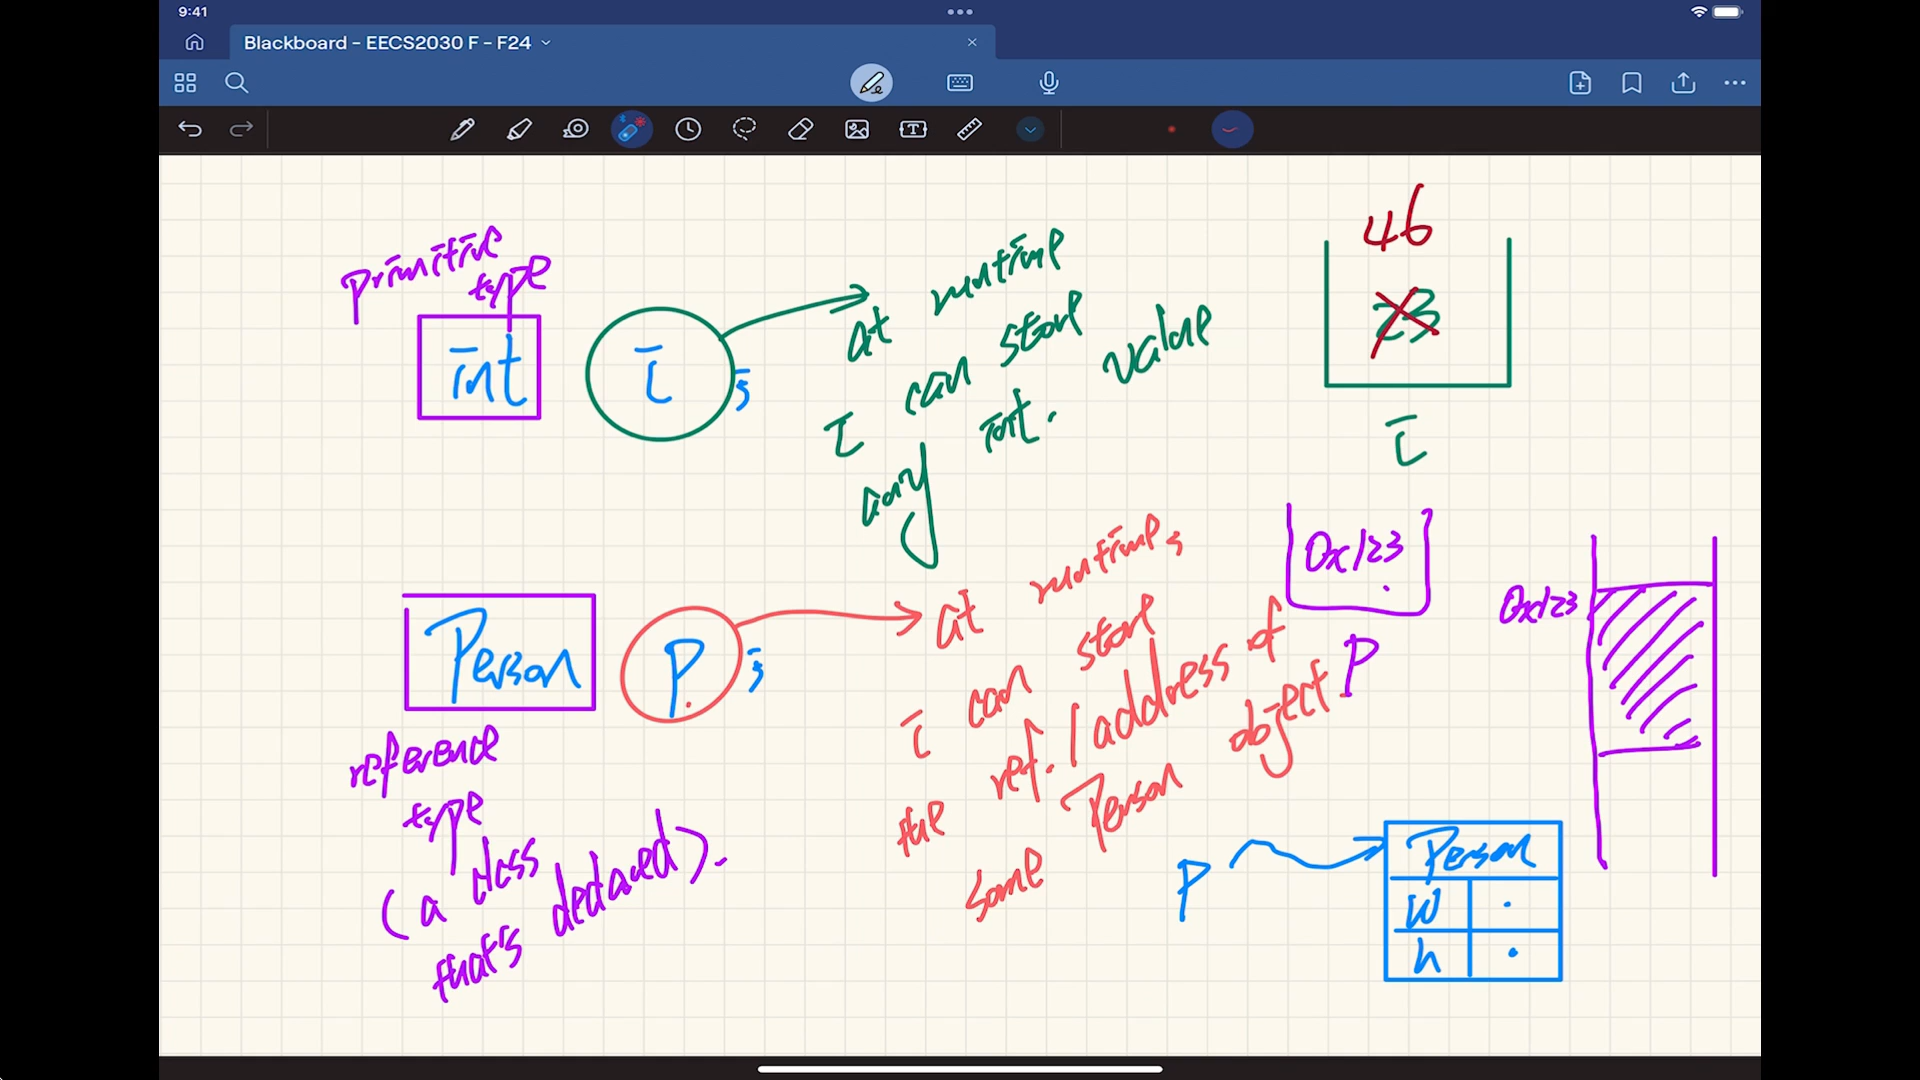 9:41
Blackboard - EECS2030 F - F24
primitive
type
int i ;
at runtime
i can store
any int. value
46
23
i
Person p ;
reference
type
(a class
that's declared).
at runtime,
i can store
the ref. / address of
some Person object.
0x123
P
0x123
P
Person
W
h